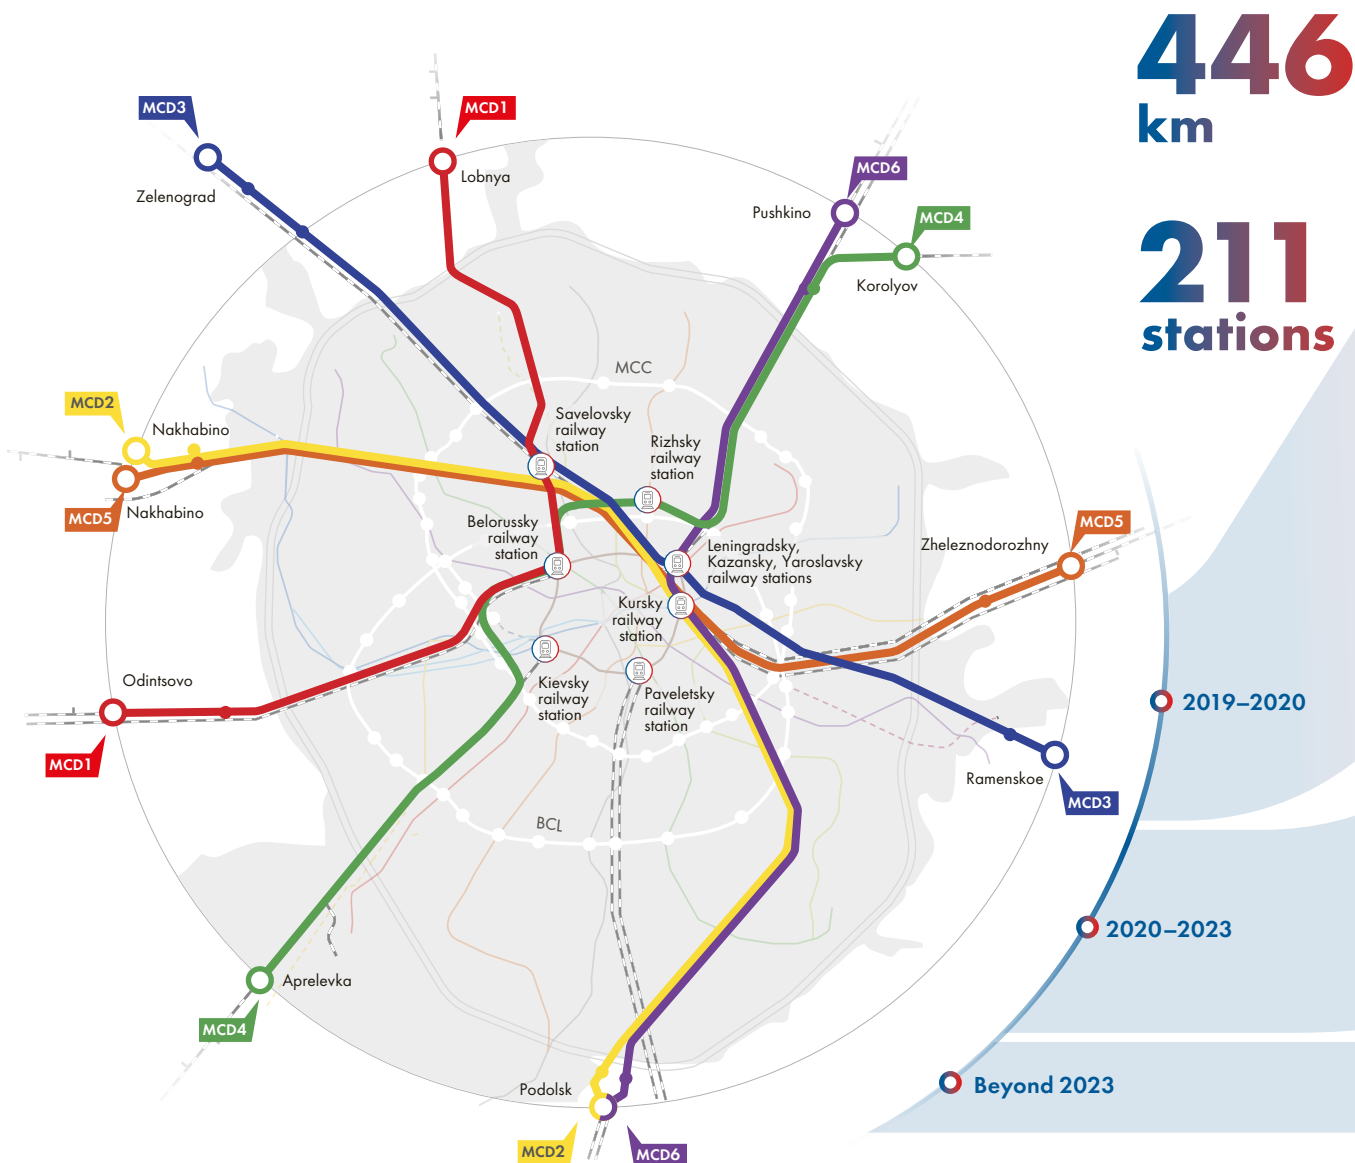 446
km
211
stations
MCD3
MCD1
MCD6
MCD4
Zelenograd
Lobnya
Pushkino
Korolyov
MCC
MCD2
Nakhabino
MCD5
Nakhabino
Savelovsky
railway
station
Rizhsky
railway
station
Belorussky
railway
station
Leningradsky,
Kazansky, Yaroslavsky
railway stations
Zheleznodorozhny
MCD5
Kursky
railway
station
Kievsky
railway
station
Paveletsky
railway
station
Odintsovo
MCD1
Ramenskoe
MCD3
BCL
Aprelevka
MCD4
Podolsk
MCD2
MCD6
2019–2020
2020–2023
Beyond 2023